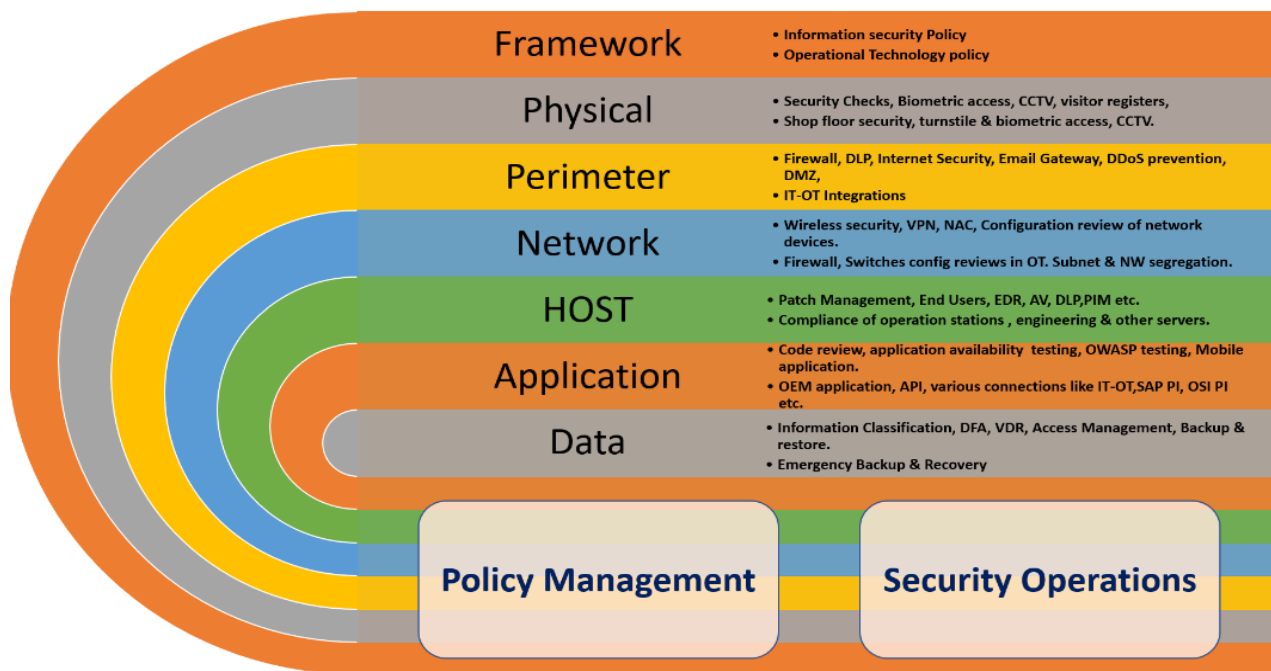 Framework
• Information security Policy
• Operational Technology policy
Physical
• Security Checks, Biometric access, CCTV, visitor registers,
• Shop floor security, turnstile & biometric access, CCTV.
Perimeter
• Firewall, DLP, Internet Security, Email Gateway, DDoS prevention,
DMZ,
• IT-OT Integrations
Network
• Wireless security, VPN, NAC, Configuration review of network
devices.
• Firewall, Switches config reviews in OT. Subnet & NW segregation.
HOST
• Patch Management, End Users, EDR, AV, DLP,PIM etc.
• Compliance of operation stations , engineering & other servers.
Application
• Code review, application availability  testing, OWASP testing, Mobile
application.
• OEM application, API, various connections like IT-OT,SAP PI, OSI PI
etc.
Data
• Information Classification, DFA, VDR, Access Management, Backup &
restore.
• Emergency Backup & Recovery
Policy Management
Security Operations